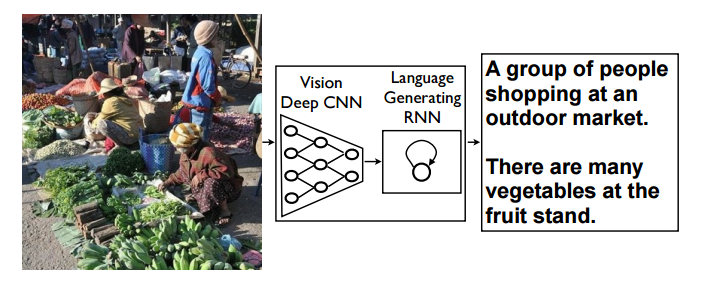 Vision
Deep CNN
Language
Generating
RNN
A group of people
shopping at an
outdoor market.
There are many
vegetables at the
fruit stand.